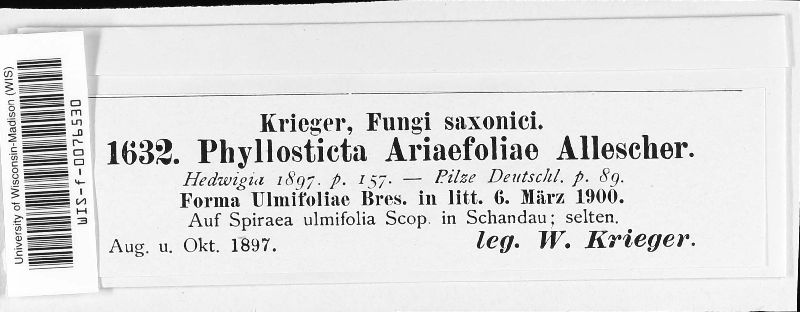 University of Wisconsin-Madison (WIS)
WIS-f-0076530
Krieger, Fungi saxonici.
1632. Phyllosticta Ariaefoliae Allescher.
Hedwigia 1897. p. 157. — Pilze Deutschl. p. 89.
Forma Ulmifoliae Bres. in litt. 6. März 1900.
Auf Spiraea ulmifolia Scop. in Schandau; selten.
Aug. u. Okt. 1897. leg. W. Krieger.